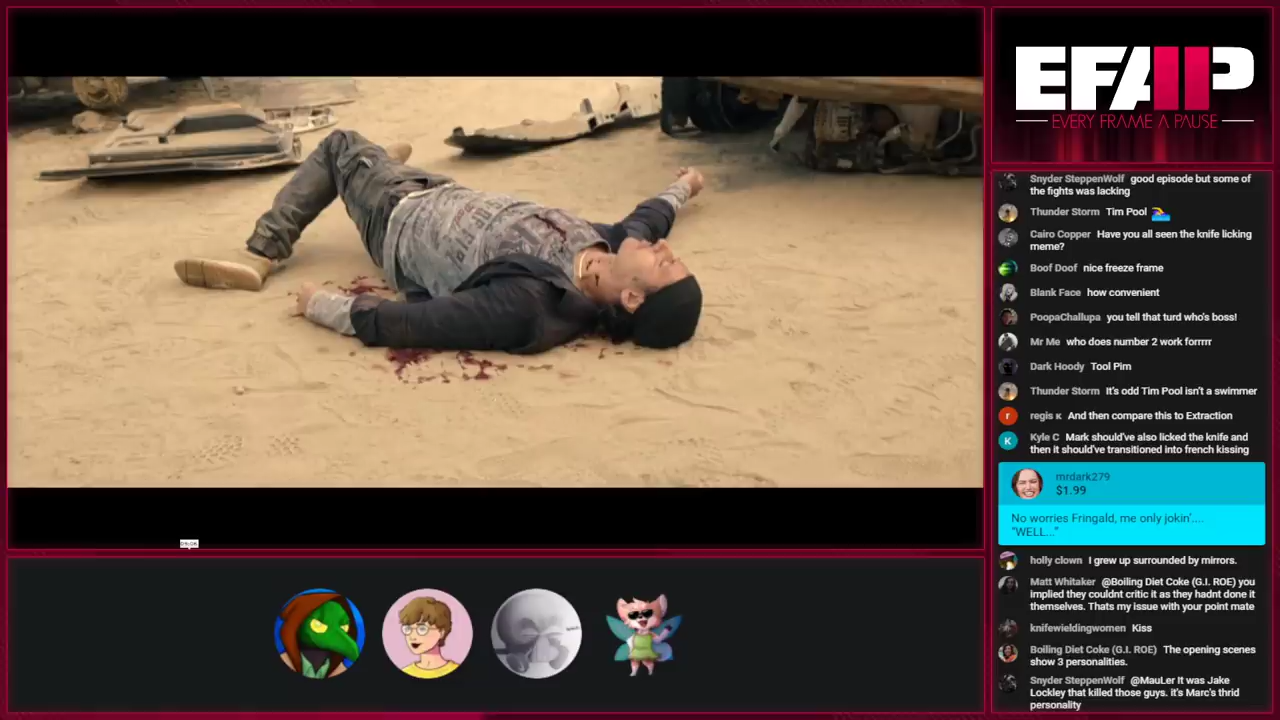 EFAP
EVERY FRAME A PAUSE
Snyder SteppenWolf good episode but some of
the fights was lacking
Thunder Storm Tim Pool
Cairo Copper Have you all seen the knife licking
meme?
Boof Doof nice freeze frame
Blank Face how convenient
PoopaChallupa you tell that turd who's boss!
Mr Me who does number 2 work forrrrr
Dark Hoody Tool Pim
Thunder Storm It's odd Tim Pool isn't a swimmer
r regis ĸ And then compare this to Extraction
K Kyle C Mark should've also licked the knife and
then it should've transitioned into french kissing
mrdark279
$1.99
No worries Fringald, me only jokin'....
"WELL..."
holly clown I grew up surrounded by mirrors.
Matt Whitaker @Boiling Diet Coke (G.I. ROE) you
implied they couldnt critic it as they hadnt done it
themselves. Thats my issue with your point mate
knifewieldingwomen Kiss
Boiling Diet Coke (G.I. ROE) The opening scenes
show 3 personalities.
Snyder SteppenWolf @MauLer It was Jake
Lockley that killed those guys. it's Marc's thrid
personality